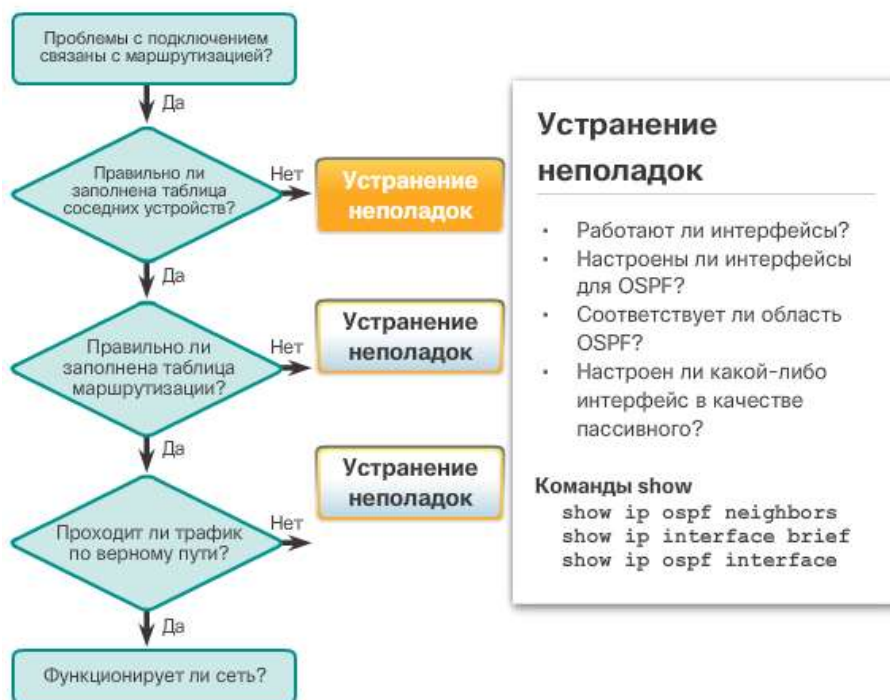 Проблемы с подключением
связаны с маршрутизацией?
Да
Правильно ли
заполнена таблица
соседних устройств?
Нет
Устранение
неполадок
Да
Правильно ли
заполнена таблица
маршрутизации?
Нет
Устранение
неполадок
Да
Проходит ли трафик
по верному пути?
Нет
Устранение
неполадок
Да
Функционирует ли сеть?
Устранение
неполадок
• Работают ли интерфейсы?
• Настроены ли интерфейсы
для OSPF?
• Соответствует ли область
OSPF?
• Настроен ли какой-либо
интерфейс в качестве
пассивного?
Команды show
show ip ospf neighbors
show ip interface brief
show ip ospf interface